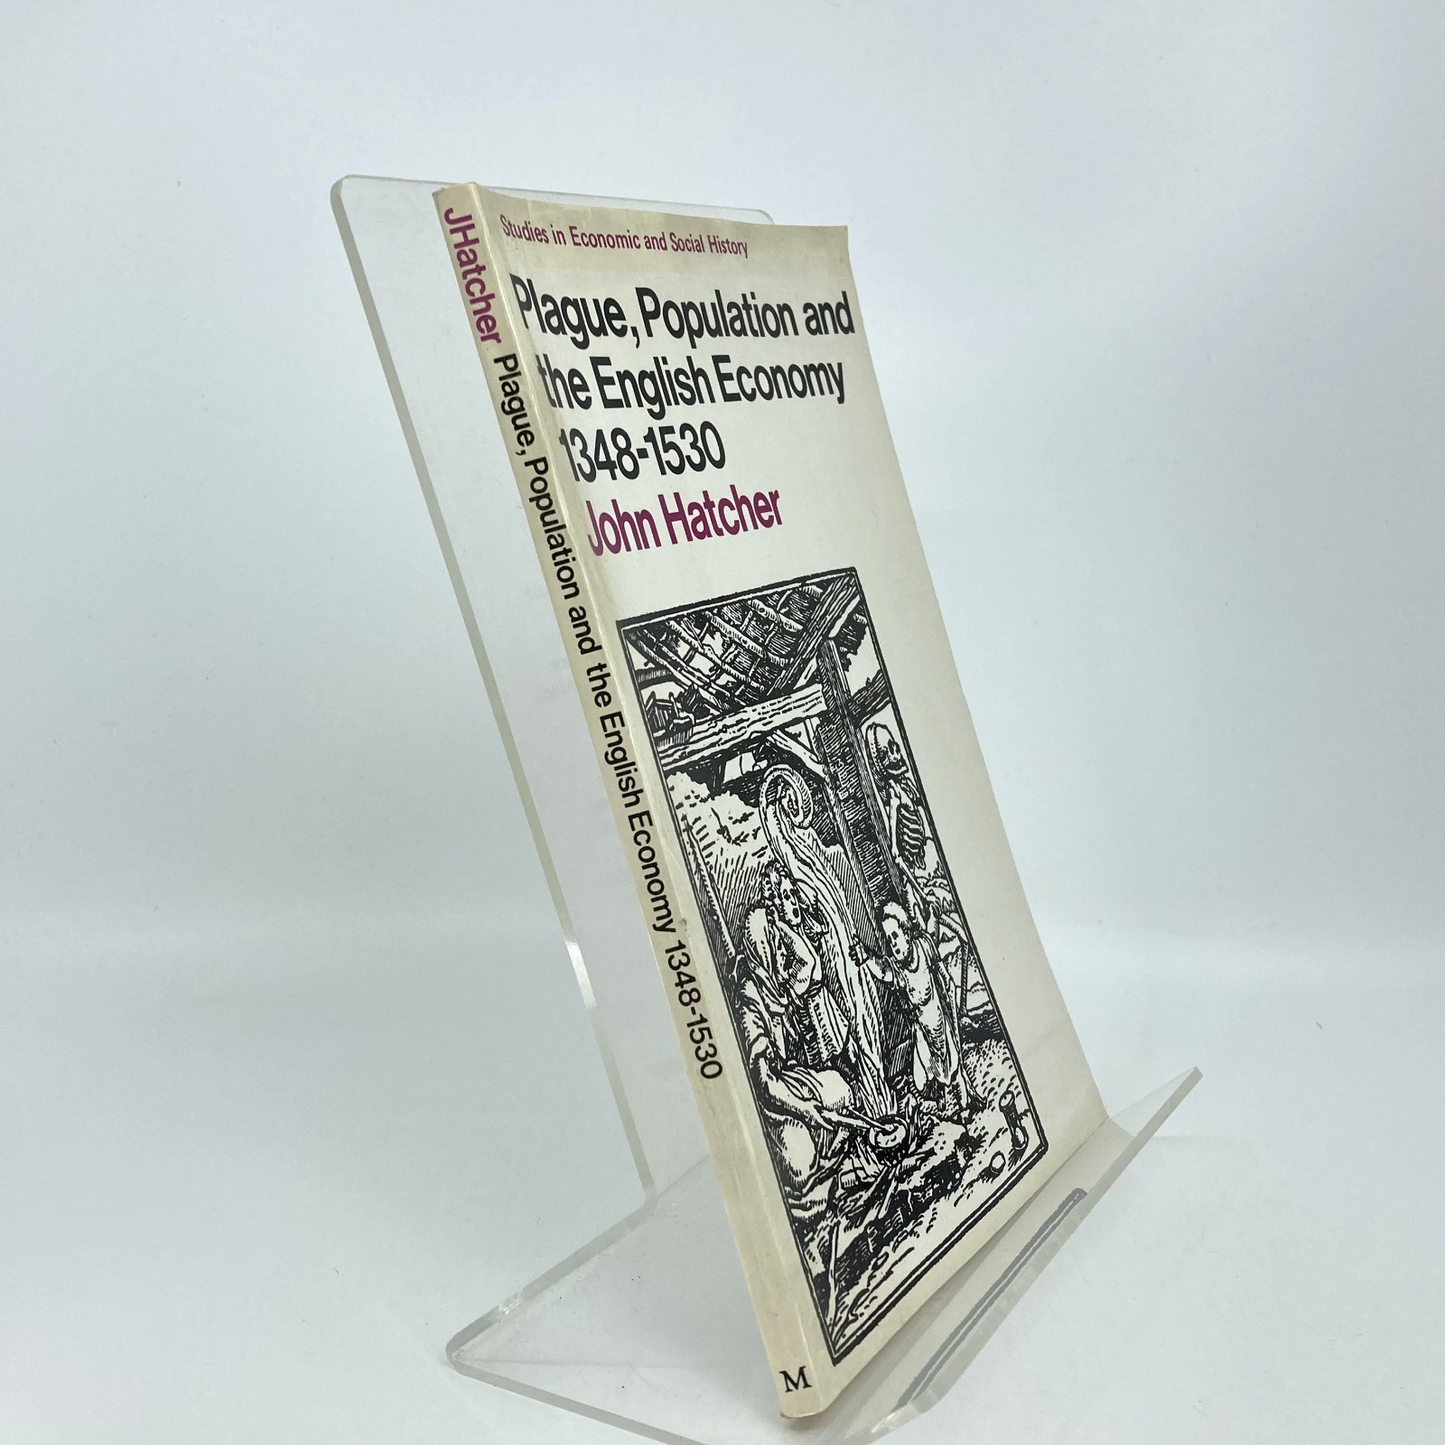 Studies in Economic and Social History
Plague, Population and
the English Economy
1348-1530
John Hatcher
JHatcher Plague, Population and the English Economy 1348-1530
M